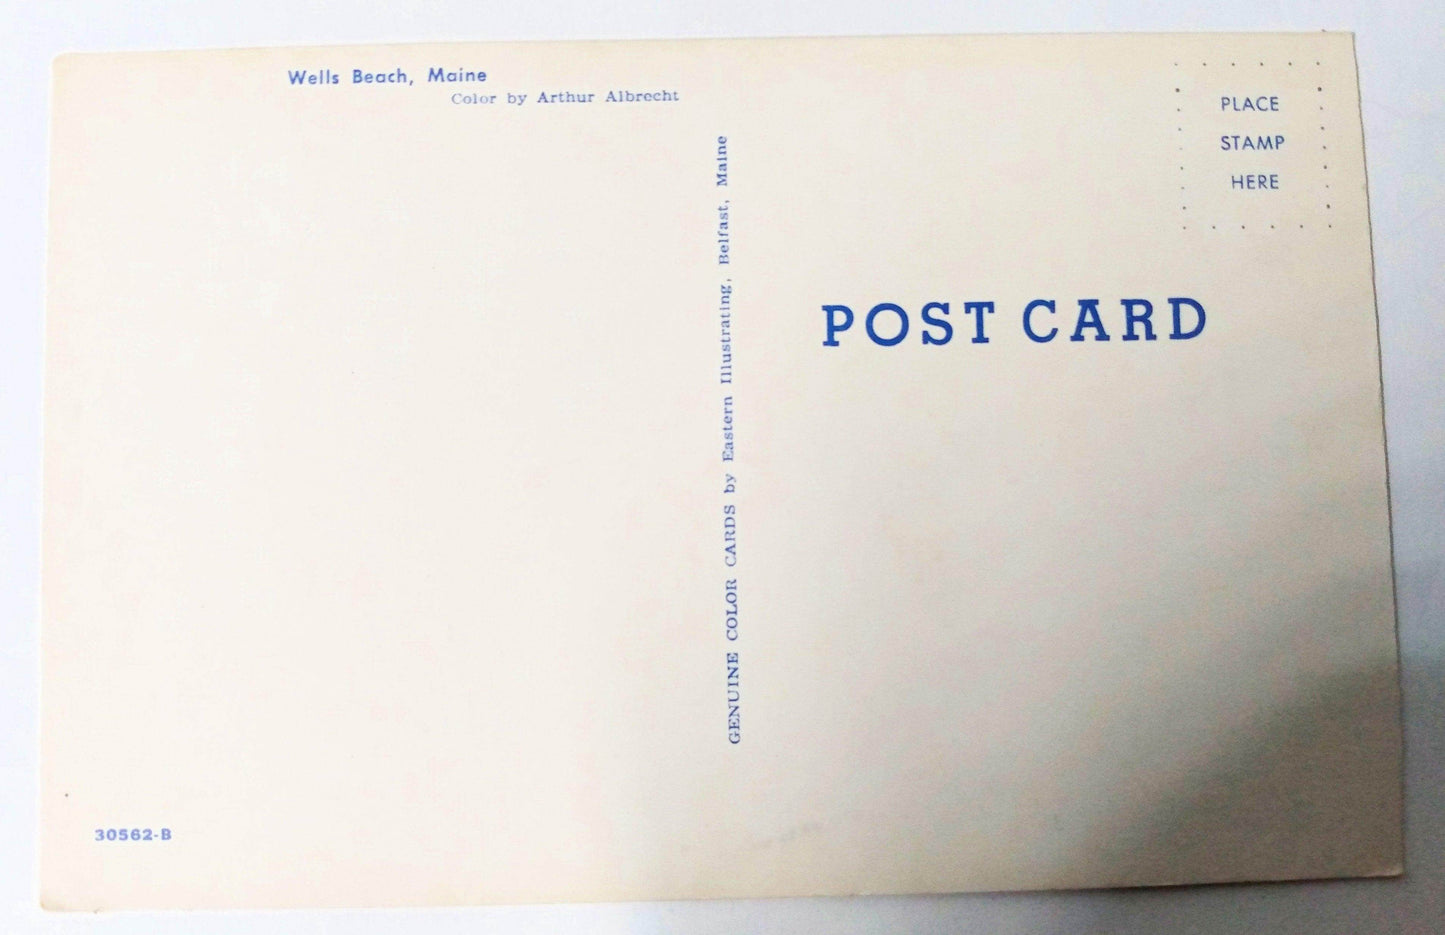 Wells Beach, Maine
Color by Arthur Albrecht
GENUINE COLOR CARDS by Eastern Illustrating, Belfast, Maine
PLACE
STAMP
HERE
POST CARD
30562-B